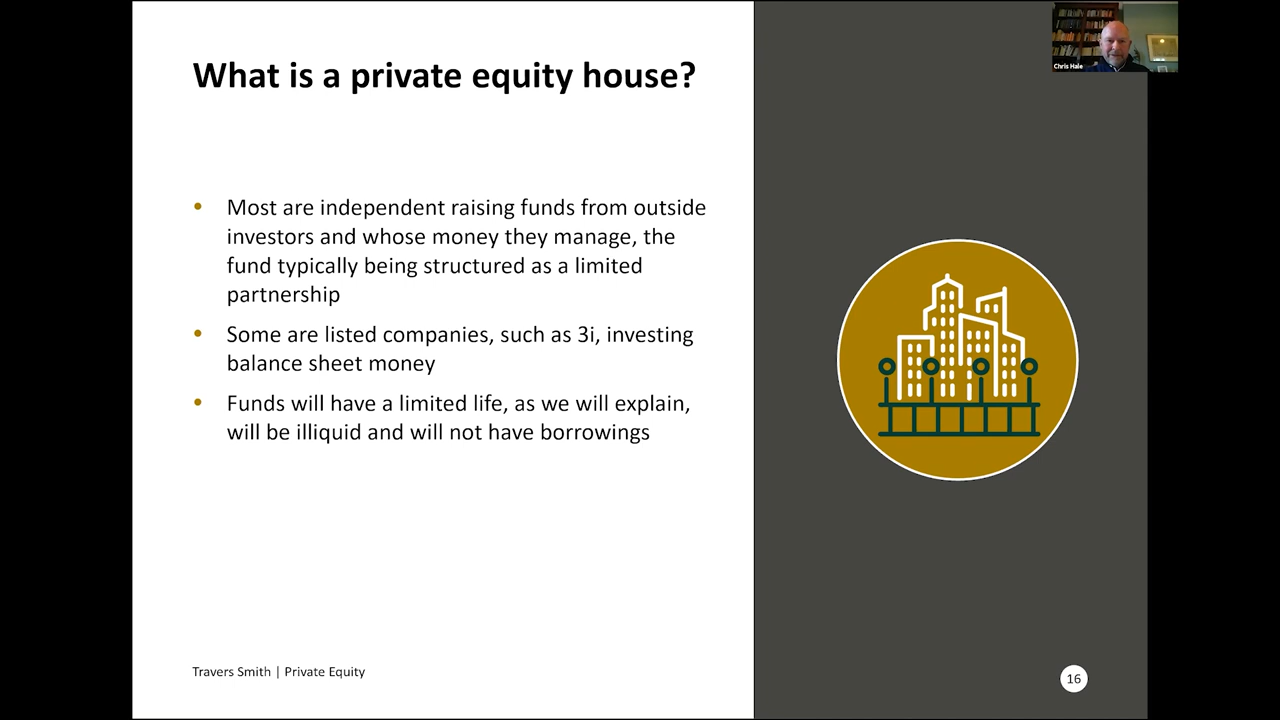 What is a private equity house?
Chris Hale
• Most are independent raising funds from outside
investors and whose money they manage, the
fund typically being structured as a limited
partnership
• Some are listed companies, such as 3i, investing
balance sheet money
• Funds will have a limited life, as we will explain,
will be illiquid and will not have borrowings
Travers Smith | Private Equity
16